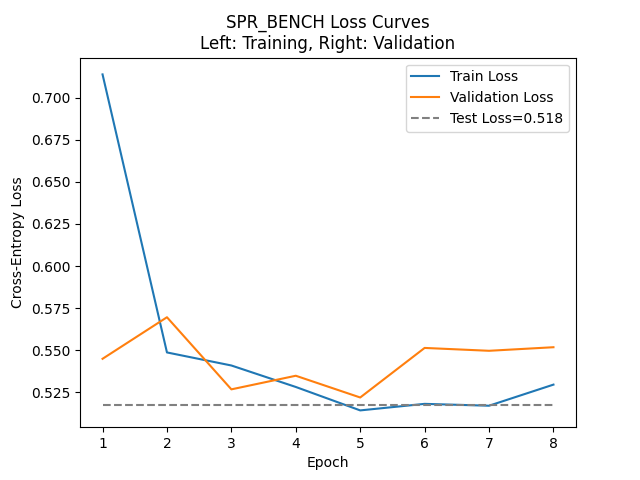 SPR_BENCH Loss Curves
Left: Training, Right: Validation
Train Loss
Validation Loss
Test Loss=0.518
Cross-Entropy Loss
0.700
0.675
0.650
0.625
0.600
0.575
0.550
0.525
1 2 3 4 5 6 7 8
Epoch